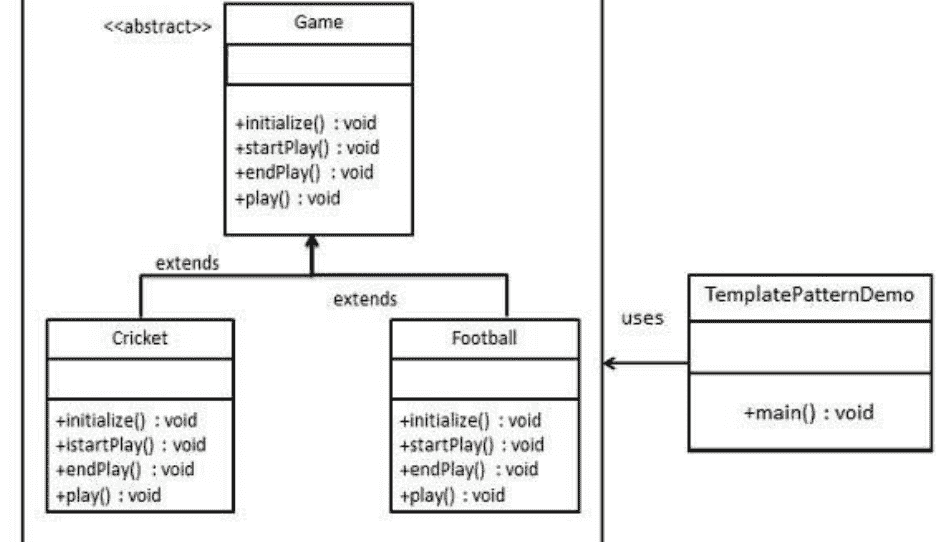 <<abstract>>
Game
+initialize() : void
+startPlay() : void
+endPlay() : void
+play() : void
extends
extends
Cricket
+initialize() : void
+istartPlay() : void
+endPlay() : void
+play() : void
Football
+initialize() : void
+startPlay() : void
+endPlay() : void
+play() : void
uses
TemplatePatternDemo
+main() : void